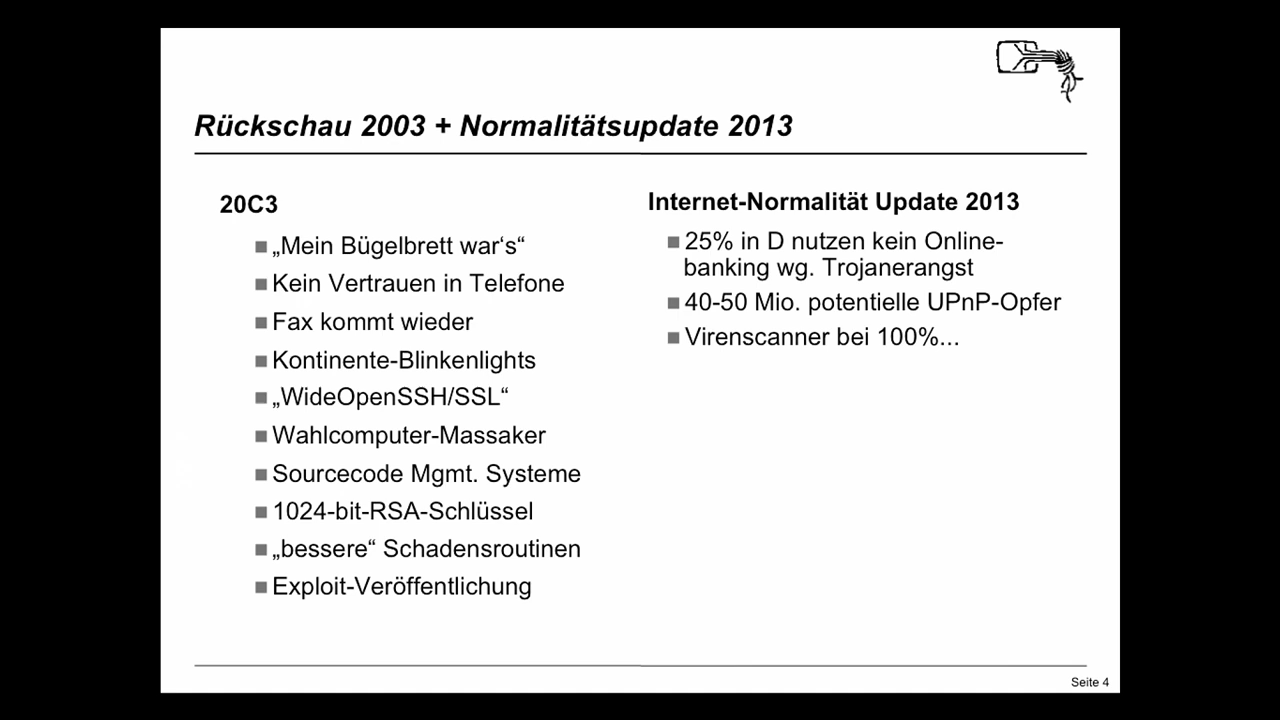 Rückschau 2003 + Normalitätsupdate 2013
20C3
„Mein Bügelbrett war‘s“
Kein Vertrauen in Telefone
Fax kommt wieder
Kontinente-Blinkenlights
„WideOpenSSH/SSL“
Wahlcomputer-Massaker
Sourcecode Mgmt. Systeme
1024-bit-RSA-Schlüssel
„bessere“ Schadensroutinen
Exploit-Veröffentlichung
Internet-Normalität Update 2013
25% in D nutzen kein Online-
banking wg. Trojanerangst
40-50 Mio. potentielle UPnP-Opfer
Virenscanner bei 100%...
Seite 4